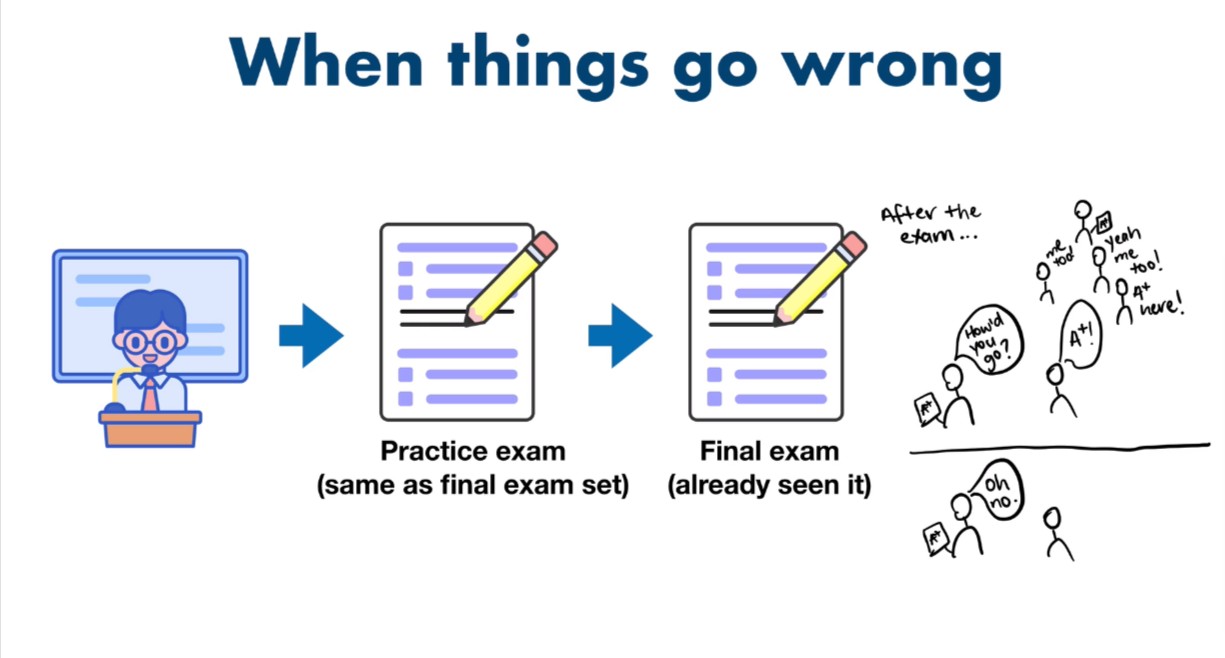 When things go wrong
Practice exam
(same as final exam set)
Final exam
(already seen it)
After the
exam...
A+
me
too!
Yeah
me
too!
A+
here!
How'd
you
go?
A+!
A+
oh
no.
A+